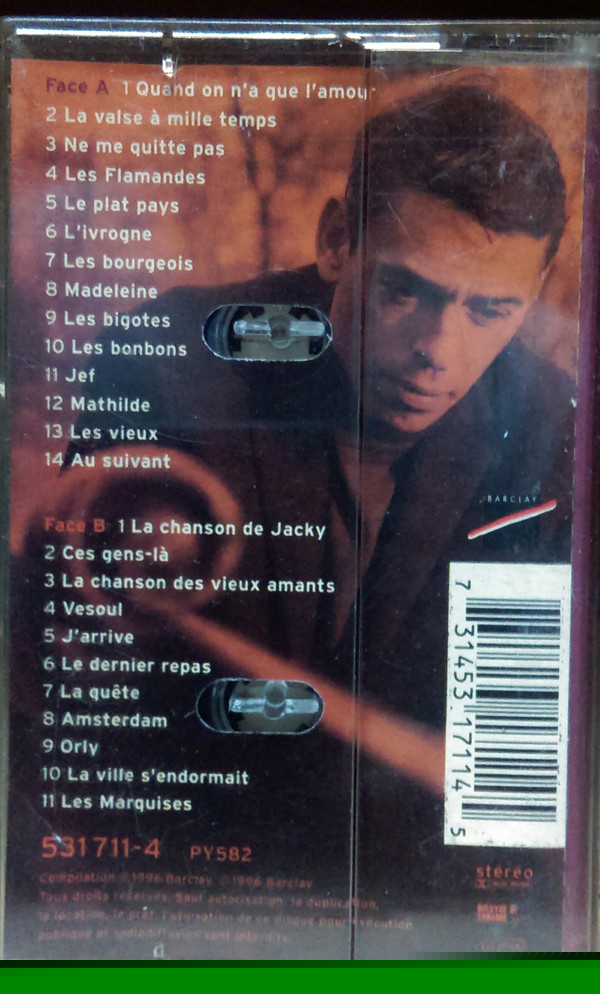 Face A 1 Quand on n'a que l'amour
2 La valse à mille temps
3 Ne me quitte pas
4 Les Flamandes
5 Le plat pays
6 L'ivrogne
7 Les bourgeois
8 Madeleine
9 Les bigotes
10 Les bonbons
11 Jef
12 Mathilde
13 Les vieux
14 Au suivant
BARCLAY
Face B 1 La chanson de Jacky
2 Ces gens-là
3 La chanson des vieux amants
4 Vesoul
5 J'arrive
6 Le dernier repas
7 La quête
8 Amsterdam
9 Orly
10 La ville s'endormait
11 Les Marquises
7 31453 17114 5
531 711-4 PY582
stéréo
Compilation ℗ 1996 Barclay © 1996 Barclay
Tous droits réservés. Sauf autorisation, la duplication,
la location, le prêt, l'utilisation de ce disque pour exécution
publique et radiodiffusion sont interdits.